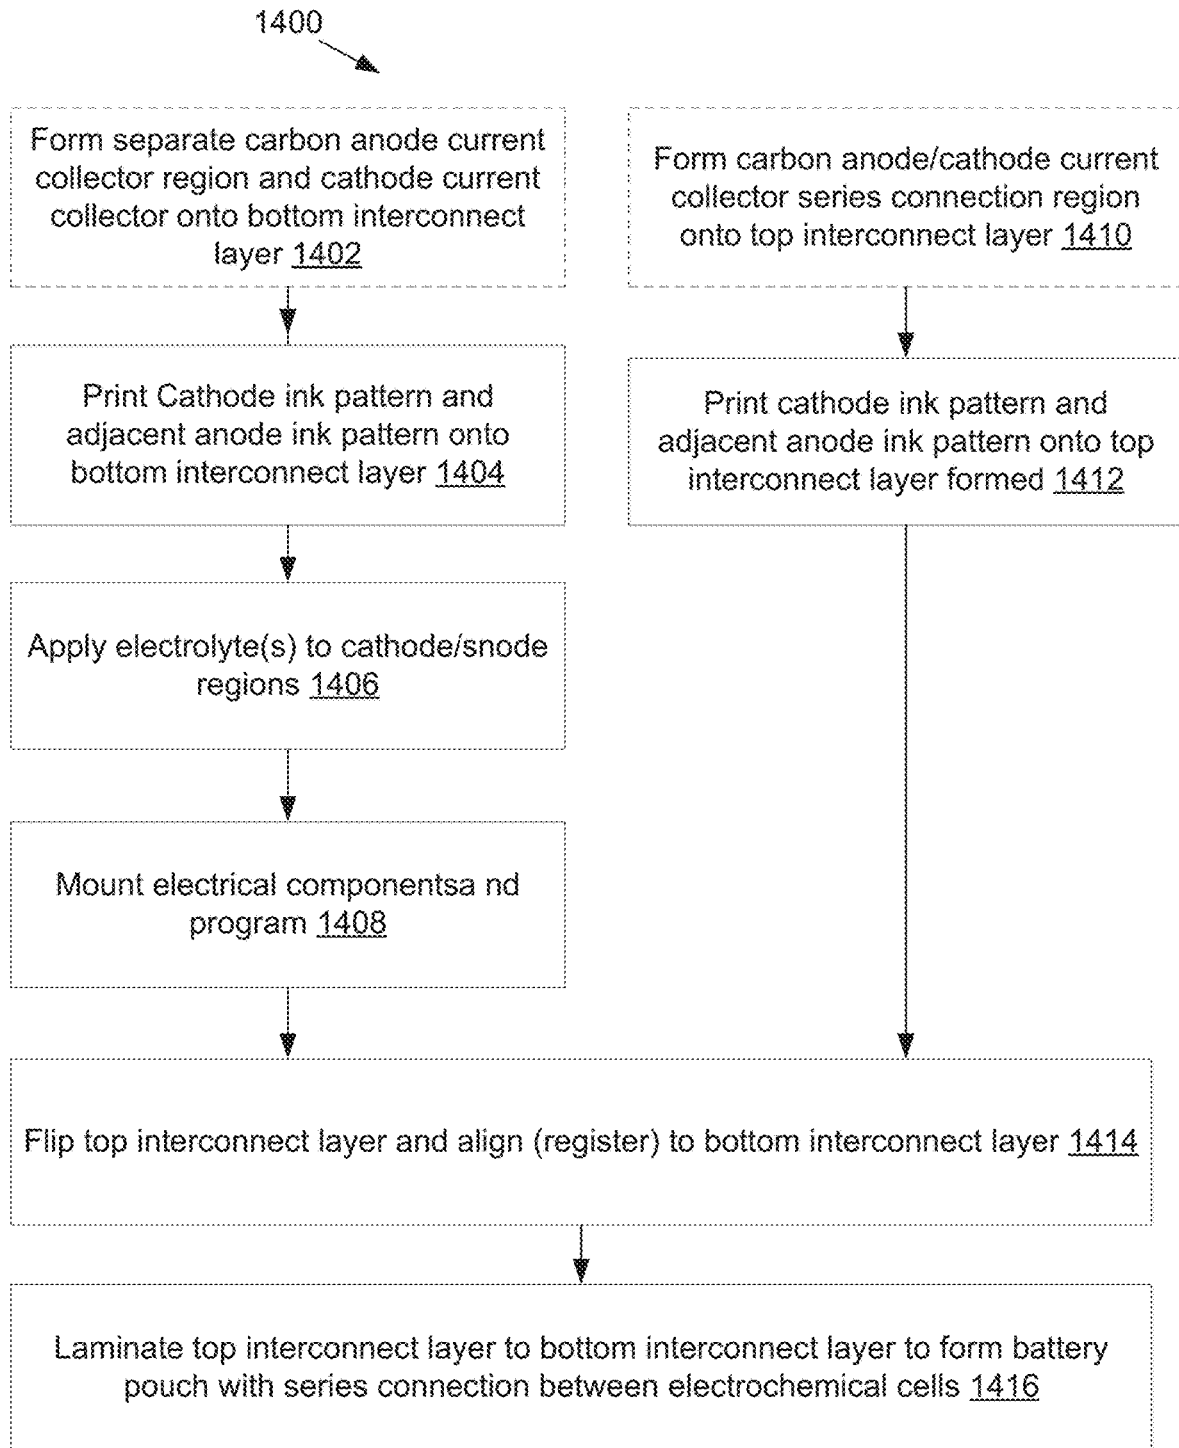 1400
Form separate carbon anode current
collector region and cathode current
collector onto bottom interconnect
layer 1402
Form carbon anode/cathode current
collector series connection region
onto top interconnect layer 1410
Print Cathode ink pattern and
adjacent anode ink pattern onto
bottom interconnect layer 1404
Print cathode ink pattern and
adjacent anode ink pattern onto top
interconnect layer formed 1412
Apply electrolyte(s) to cathode/snode
regions 1406
Mount electrical componentsa nd
program 1408
Flip top interconnect layer and align (register) to bottom interconnect layer 1414
Laminate top interconnect layer to bottom interconnect layer to form battery
pouch with series connection between electrochemical cells 1416